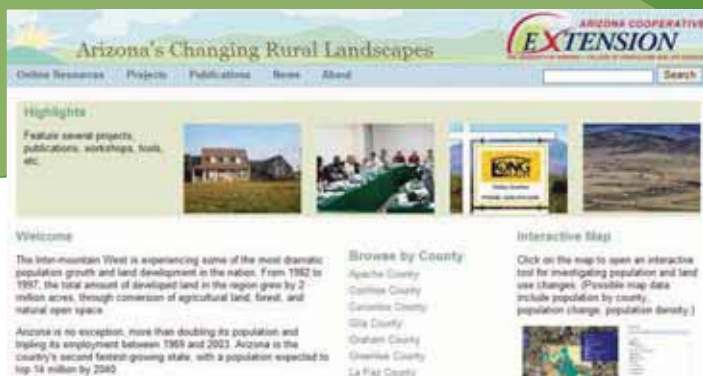 Arizona's Changing Rural Landscapes
ARIZONA COOPERATIVE
EXTENSION
Online Resources Projects Publications News About
Search
Highlights
Feature several projects,
publications, workshops, tools,
etc.
LONG
Welcome
The Inter-mountain West is experiencing some of the most dramatic
population growth and land development in the nation. From 1982 to
1997, the total amount of developed land in the region grew by 2
million acres, through conversion of agricultural land, forest, and
natural open space.
Arizona is no exception, more than doubling its population and
tripling its employment between 1969 and 2003. Arizona is the
country's second fastest-growing state, with a population expected to
top 14 million by 2040.
Browse by County
Apache County
Cochise County
Coconino County
Gila County
Graham County
Greenlee County
La Paz County
Interactive Map
Click on the map to open an interactive
tool for investigating population and land
use changes. (Possible map data
include population by county,
population change, population density.)